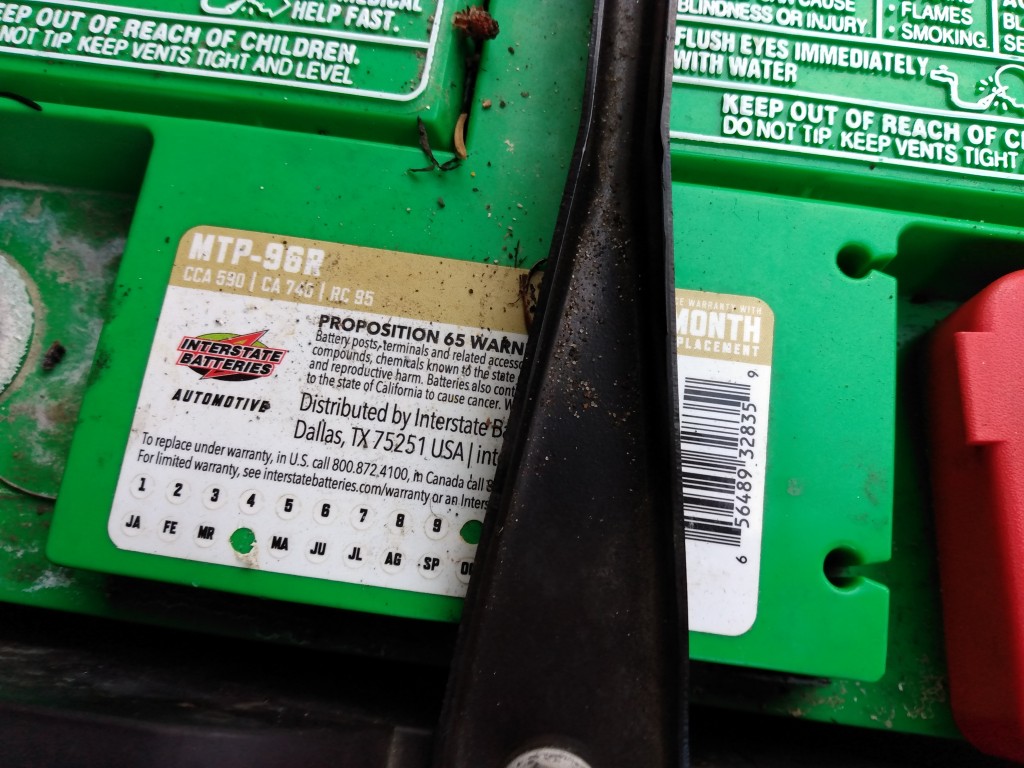 HELP FAST.
OUT OF REACH OF CHILDREN.
NOT TIP. KEEP VENTS TIGHT AND LEVEL
CAUSE
BLINDNESS OR INJURY
• FLAMES
• SMOKING
FLUSH EYES IMMEDIATELY
WITH WATER
KEEP OUT OF REACH OF
DO NOT TIP. KEEP VENTS TIGHT
MTP-96R
CCA 590 | CA 740 | RC 95
INTERSTATE
BATTERIES
AUTOMOTIVE
PROPOSITION 65 WARN
Battery posts, terminals and related access
compounds, chemicals known to the state
and reproductive harm. Batteries also con
to the state of California to cause cancer. W
Distributed by Interstate Ba
Dallas, TX 75251 USA | int
To replace under warranty, in U.S. call 800.872.4100, in Canada call
For limited warranty, see interstatebatteries.com/warranty or an Inters
1 2 3 4 5 6 7 8 9
JA FE MR MA JU JL AG SP
WARRANTY WITH
MONTH
PLACEMENT
6 56489 32835 9